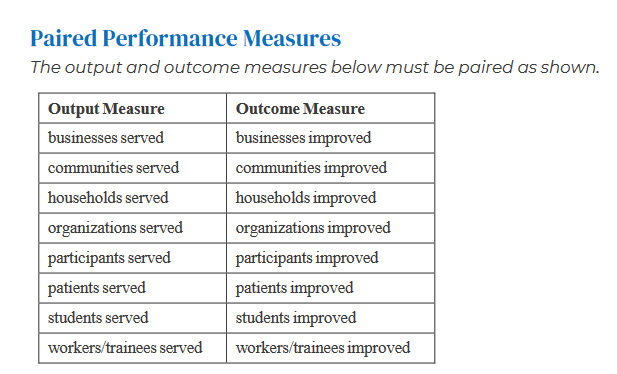 Paired Performance Measures
The output and outcome measures below must be paired as shown.
Output Measure Outcome Measure
businesses served businesses improved
communities served communities improved
households served households improved
organizations served organizations improved
participants served participants improved
patients served patients improved
students served students improved
workers/trainees served workers/trainees improved